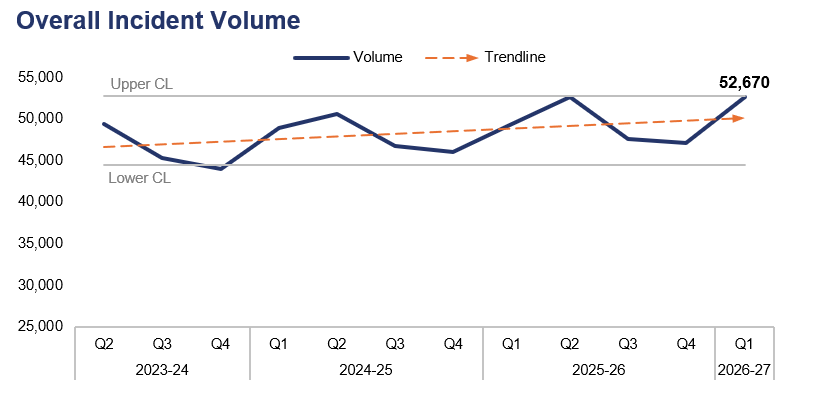 Overall Incident Volume
Volume Trendline
55,000
Upper CL
52,670
50,000
45,000
Lower CL
40,000
35,000
30,000
25,000
Q2 Q3 Q4 Q1 Q2 Q3 Q4 Q1 Q2 Q3 Q4 Q1
2023-24 2024-25 2025-26 2026-27